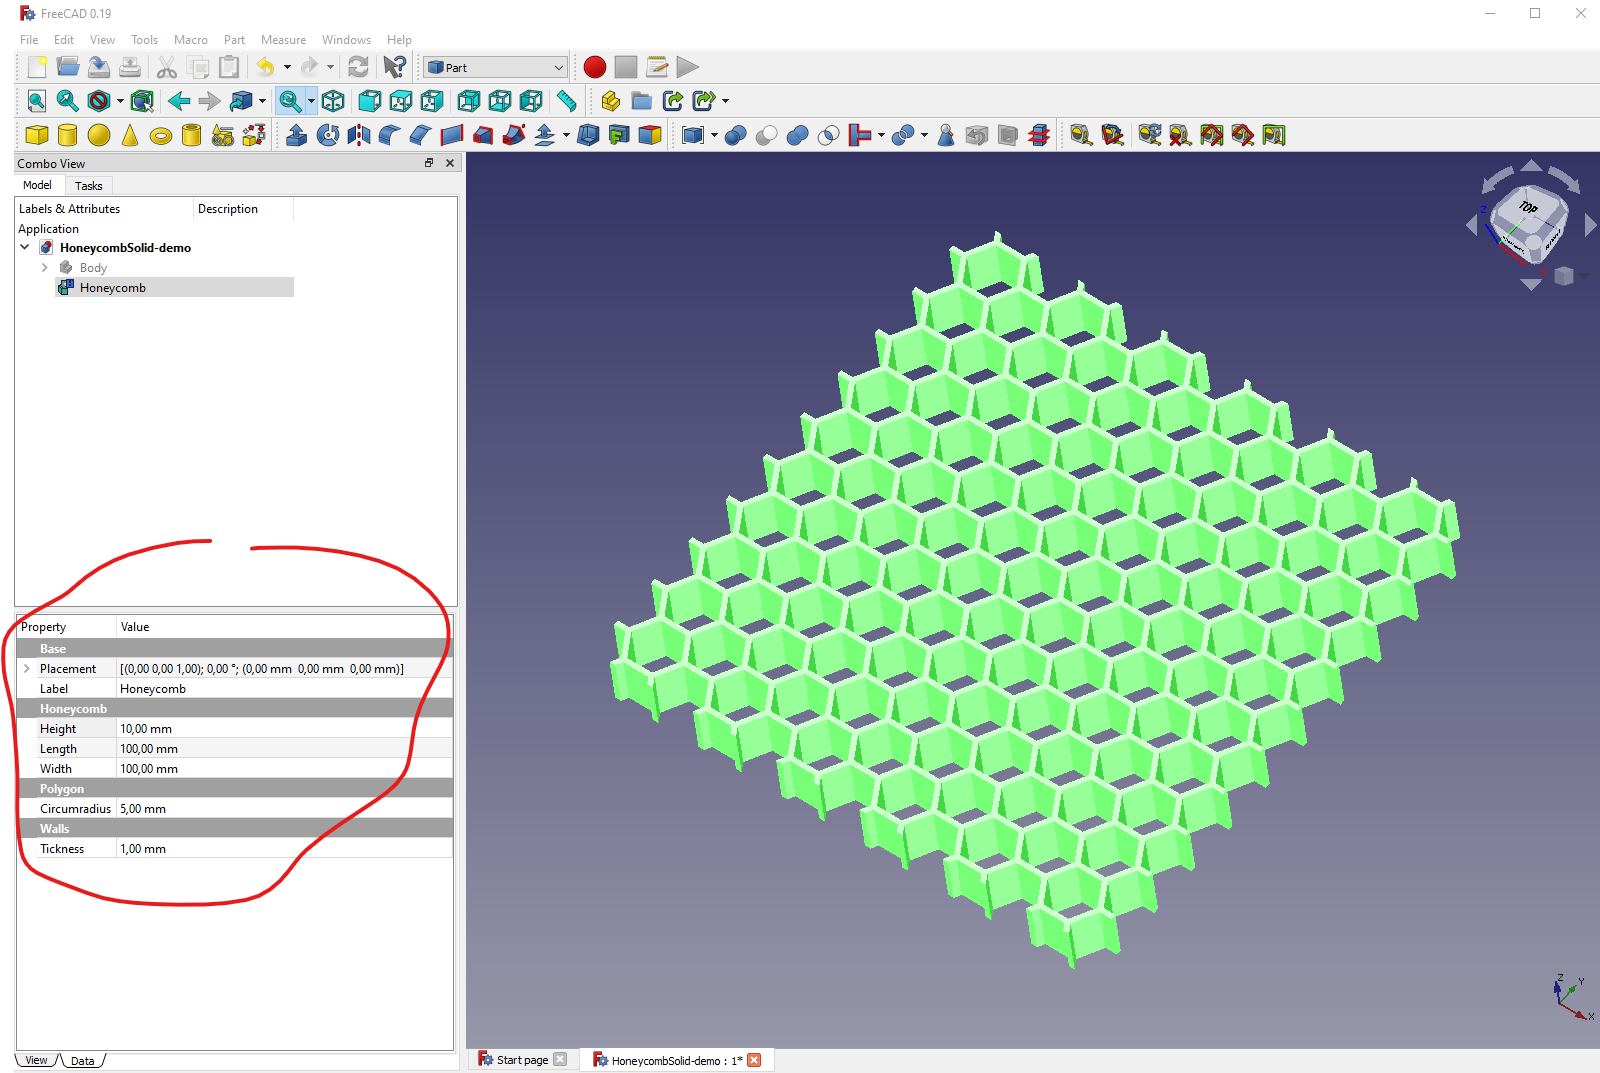 FreeCAD 0.19
File Edit View Tools Macro Part Measure Windows Help
Part
Combo View
Model Tasks
Labels & Attributes Description
Application
HoneycombSolid-demo
Body
Honeycomb
Property Value
Base
Placement [(0,00 0,00 1,00); 0,00 °; (0,00 mm 0,00 mm 0,00 mm)]
Label Honeycomb
Honeycomb
Height 10,00 mm
Length 100,00 mm
Width 100,00 mm
Polygon
Circumradius 5,00 mm
Walls
Tickness 1,00 mm
View Data
TOP
Z
Z
Y
X
Start page
HoneycombSolid-demo : 1*